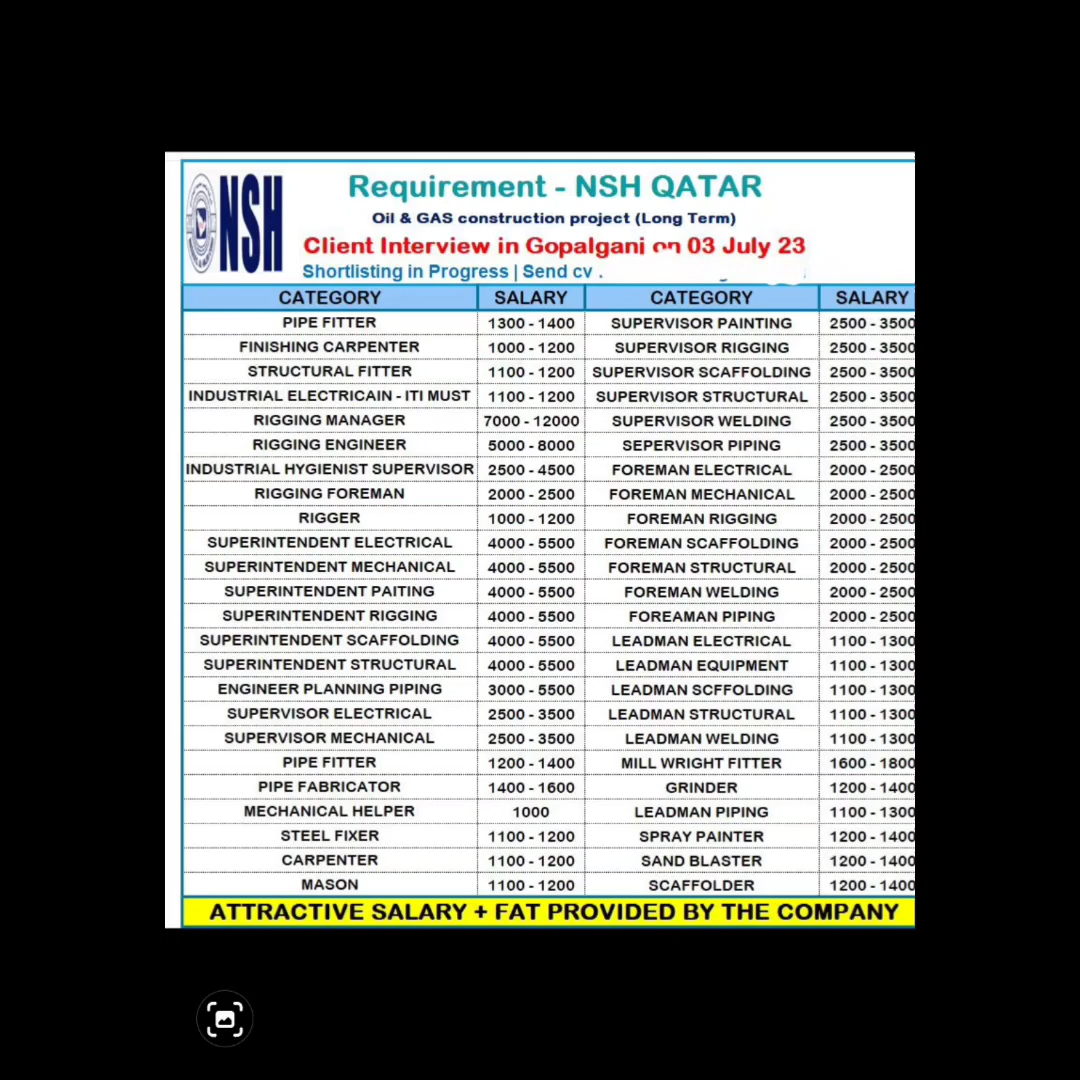 NSH
Requirement - NSH QATAR
Oil & GAS construction project (Long Term)
Client Interview in Gopalganj on 03 July 23
Shortlisting in Progress | Send cv
CATEGORY SALARY CATEGORY SALARY
PIPE FITTER 1300 - 1400 SUPERVISOR PAINTING 2500 - 3500
FINISHING CARPENTER 1000 - 1200 SUPERVISOR RIGGING 2500 - 3500
STRUCTURAL FITTER 1100 - 1200 SUPERVISOR SCAFFOLDING 2500 - 3500
INDUSTRIAL ELECTRICAIN - ITI MUST 1100 - 1200 SUPERVISOR STRUCTURAL 2500 - 3500
RIGGING MANAGER 7000 - 12000 SUPERVISOR WELDING 2500 - 3500
RIGGING ENGINEER 5000 - 8000 SEPERVISOR PIPING 2500 - 3500
INDUSTRIAL HYGIENIST SUPERVISOR 2500 - 4500 FOREMAN ELECTRICAL 2000 - 2500
RIGGING FOREMAN 2000 - 2500 FOREMAN MECHANICAL 2000 - 2500
RIGGER 1000 - 1200 FOREMAN RIGGING 2000 - 2500
SUPERINTENDENT ELECTRICAL 4000 - 5500 FOREMAN SCAFFOLDING 2000 - 2500
SUPERINTENDENT MECHANICAL 4000 - 5500 FOREMAN STRUCTURAL 2000 - 2500
SUPERINTENDENT PAITING 4000 - 5500 FOREMAN WELDING 2000 - 2500
SUPERINTENDENT RIGGING 4000 - 5500 FOREAMAN PIPING 2000 - 2500
SUPERINTENDENT SCAFFOLDING 4000 - 5500 LEADMAN ELECTRICAL 1100 - 1300
SUPERINTENDENT STRUCTURAL 4000 - 5500 LEADMAN EQUIPMENT 1100 - 1300
ENGINEER PLANNING PIPING 3000 - 5500 LEADMAN SCFFOLDING 1100 - 1300
SUPERVISOR ELECTRICAL 2500 - 3500 LEADMAN STRUCTURAL 1100 - 1300
SUPERVISOR MECHANICAL 2500 - 3500 LEADMAN WELDING 1100 - 1300
PIPE FITTER 1200 - 1400 MILL WRIGHT FITTER 1600 - 1800
PIPE FABRICATOR 1400 - 1600 GRINDER 1200 - 1400
MECHANICAL HELPER 1000 LEADMAN PIPING 1100 - 1300
STEEL FIXER 1100 - 1200 SPRAY PAINTER 1200 - 1400
CARPENTER 1100 - 1200 SAND BLASTER 1200 - 1400
MASON 1100 - 1200 SCAFFOLDER 1200 - 1400
ATTRACTIVE SALARY + FAT PROVIDED BY THE COMPANY